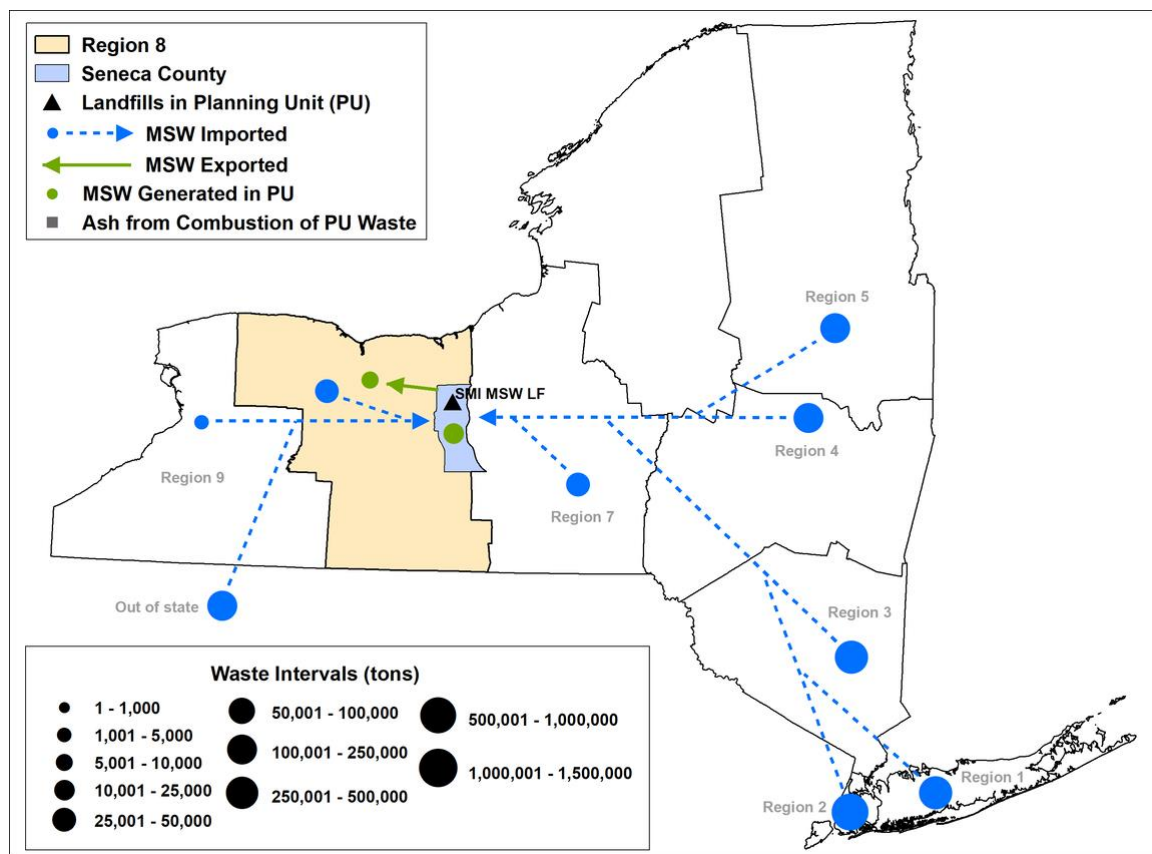 Region 8
Seneca County
Landfills in Planning Unit (PU)
MSW Imported
MSW Exported
MSW Generated in PU
Ash from Combustion of PU Waste
Region 5
SMI MSW LF
Region 4
Region 9
Region 7
Out of state
Region 3
Region 1
Region 2
Waste Intervals (tons)
1 - 1,000
1,001 - 5,000
5,001 - 10,000
10,001 - 25,000
25,001 - 50,000
50,001 - 100,000
100,001 - 250,000
250,001 - 500,000
500,001 - 1,000,000
1,000,001 - 1,500,000